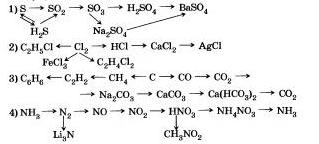 1) S → SO₂ → SO₃ → H₂SO₄ → BaSO₄
H₂S Na₂SO₄
2) C₂H₅Cl ← Cl₂ → HCl → CaCl₂ → AgCl
FeCl₃ C₂H₄Cl₂
3) C₆H₆ ← C₂H₂ ← CH₄ ← C → CO → CO₂ →
→ Na₂CO₃ → CaCO₃ → Ca(HCO₃)₂ → CO₂
4) NH₃ → N₂ → NO → NO₂ → HNO₃ → NH₄NO₃ → NH₃
Li₃N CH₃NO₂